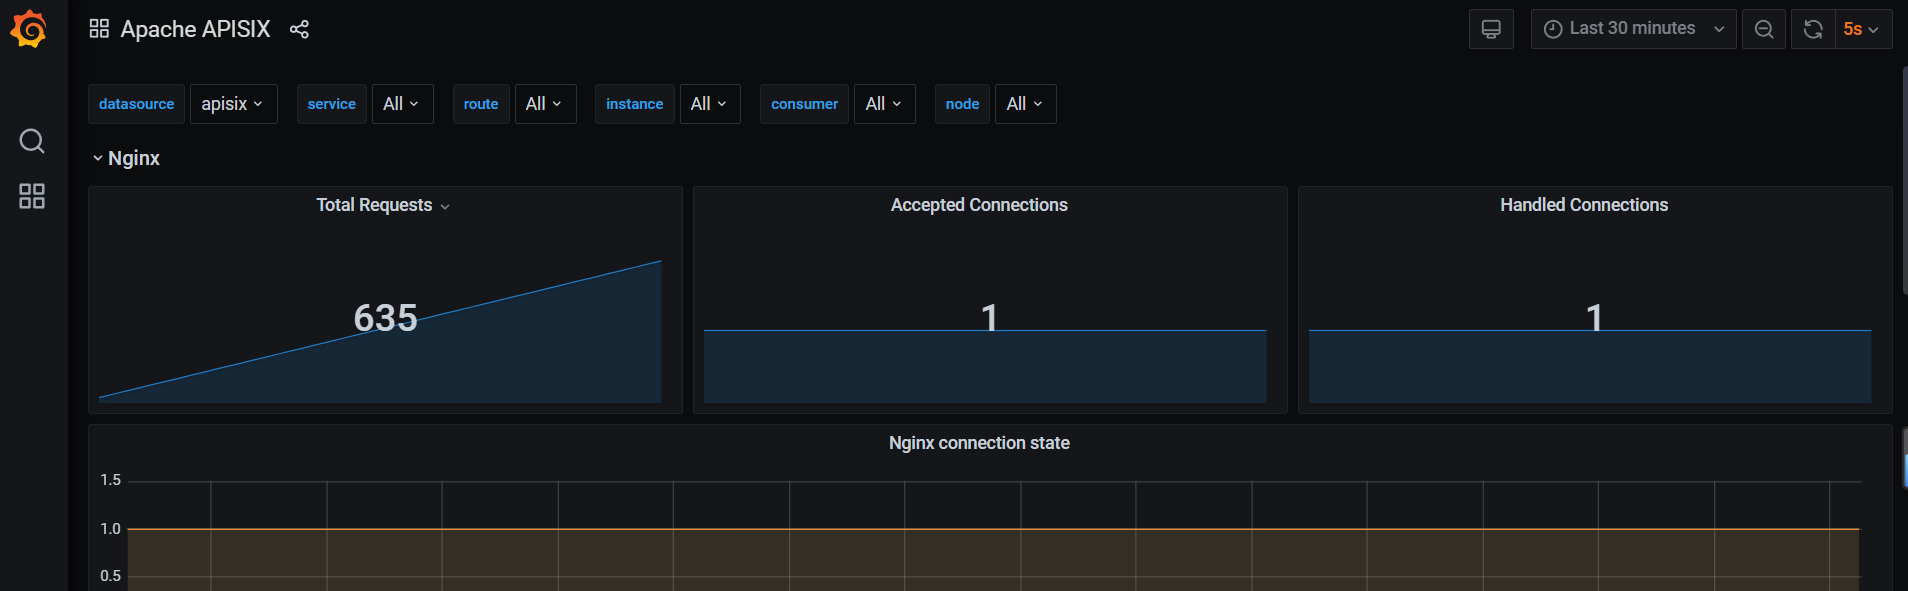 Apache APISIX
Last 30 minutes
5s
datasource apisix service All route All instance All consumer All node All
Nginx
Total Requests
635
Accepted Connections
1
Handled Connections
1
Nginx connection state
1.5
1.0
0.5